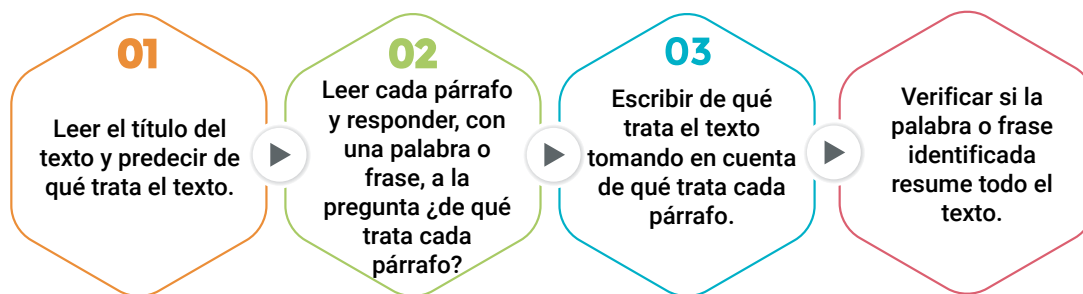 01
Leer el título del
texto y predecir de
qué trata el texto.
02
Leer cada párrafo
y responder, con
una palabra o
frase, a la
pregunta ¿de qué
trata cada
párrafo?
03
Escribir de qué
trata el texto
tomando en cuenta
de qué trata cada
párrafo.
Verificar si la
palabra o frase
identificada
resume todo el
texto.